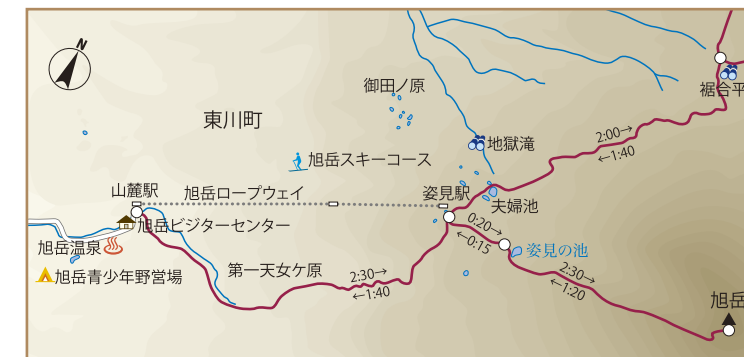 N
御田ノ原
裾合平
東川町
地獄滝
2:00→
←1:40
旭岳スキーコース
山麓駅
旭岳ロープウェイ
姿見駅
夫婦池
旭岳ビジターセンター
0:20→
←0:15
旭岳温泉
姿見の池
旭岳青少年野営場
第一天女ケ原
2:30→
←1:40
2:30→
←1:20
旭岳